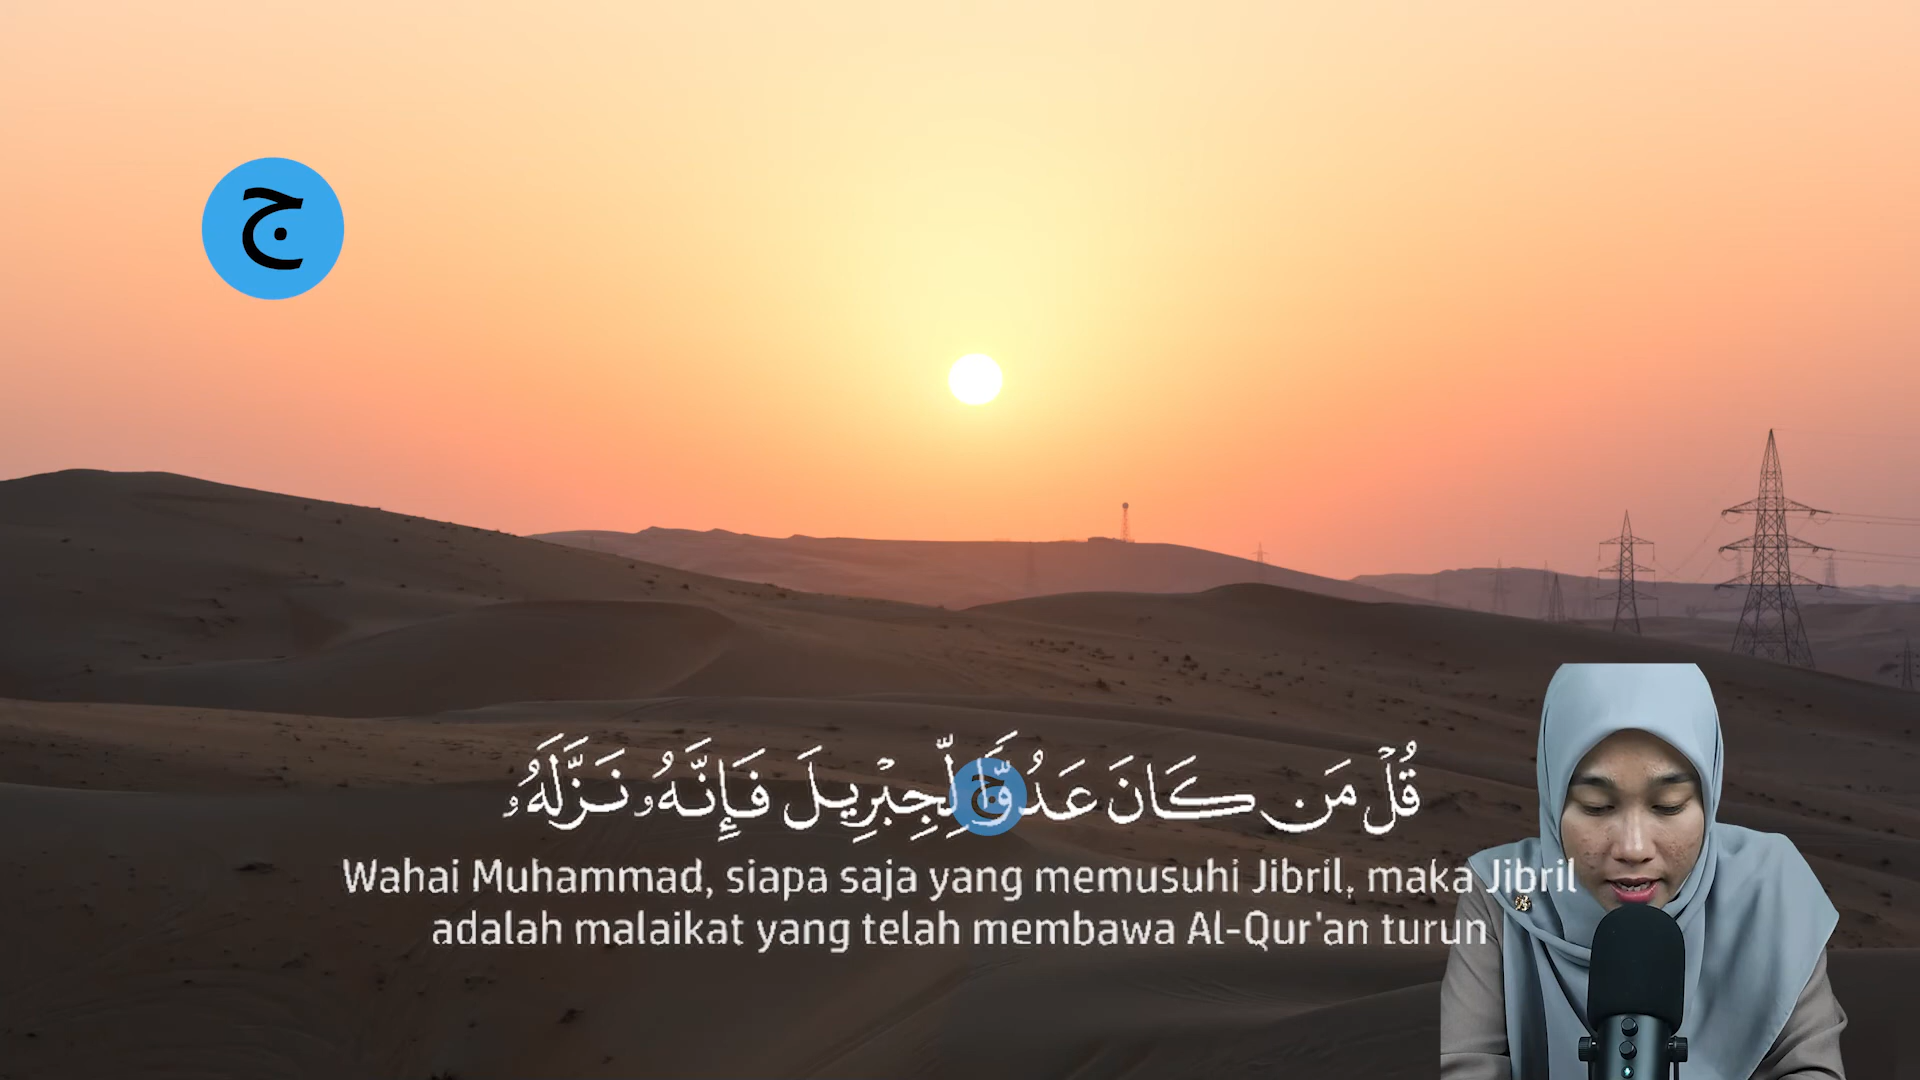 ج
قُلْ مَن كَانَ عَدُوًّا لِّجِبْرِيلَ فَإِنَّهُۥ نَزَّلَهُۥ
ج
Wahai Muhammad, siapa saja yang memusuhi Jibril, maka Jibril
adalah malaikat yang telah membawa Al-Qur'an turun